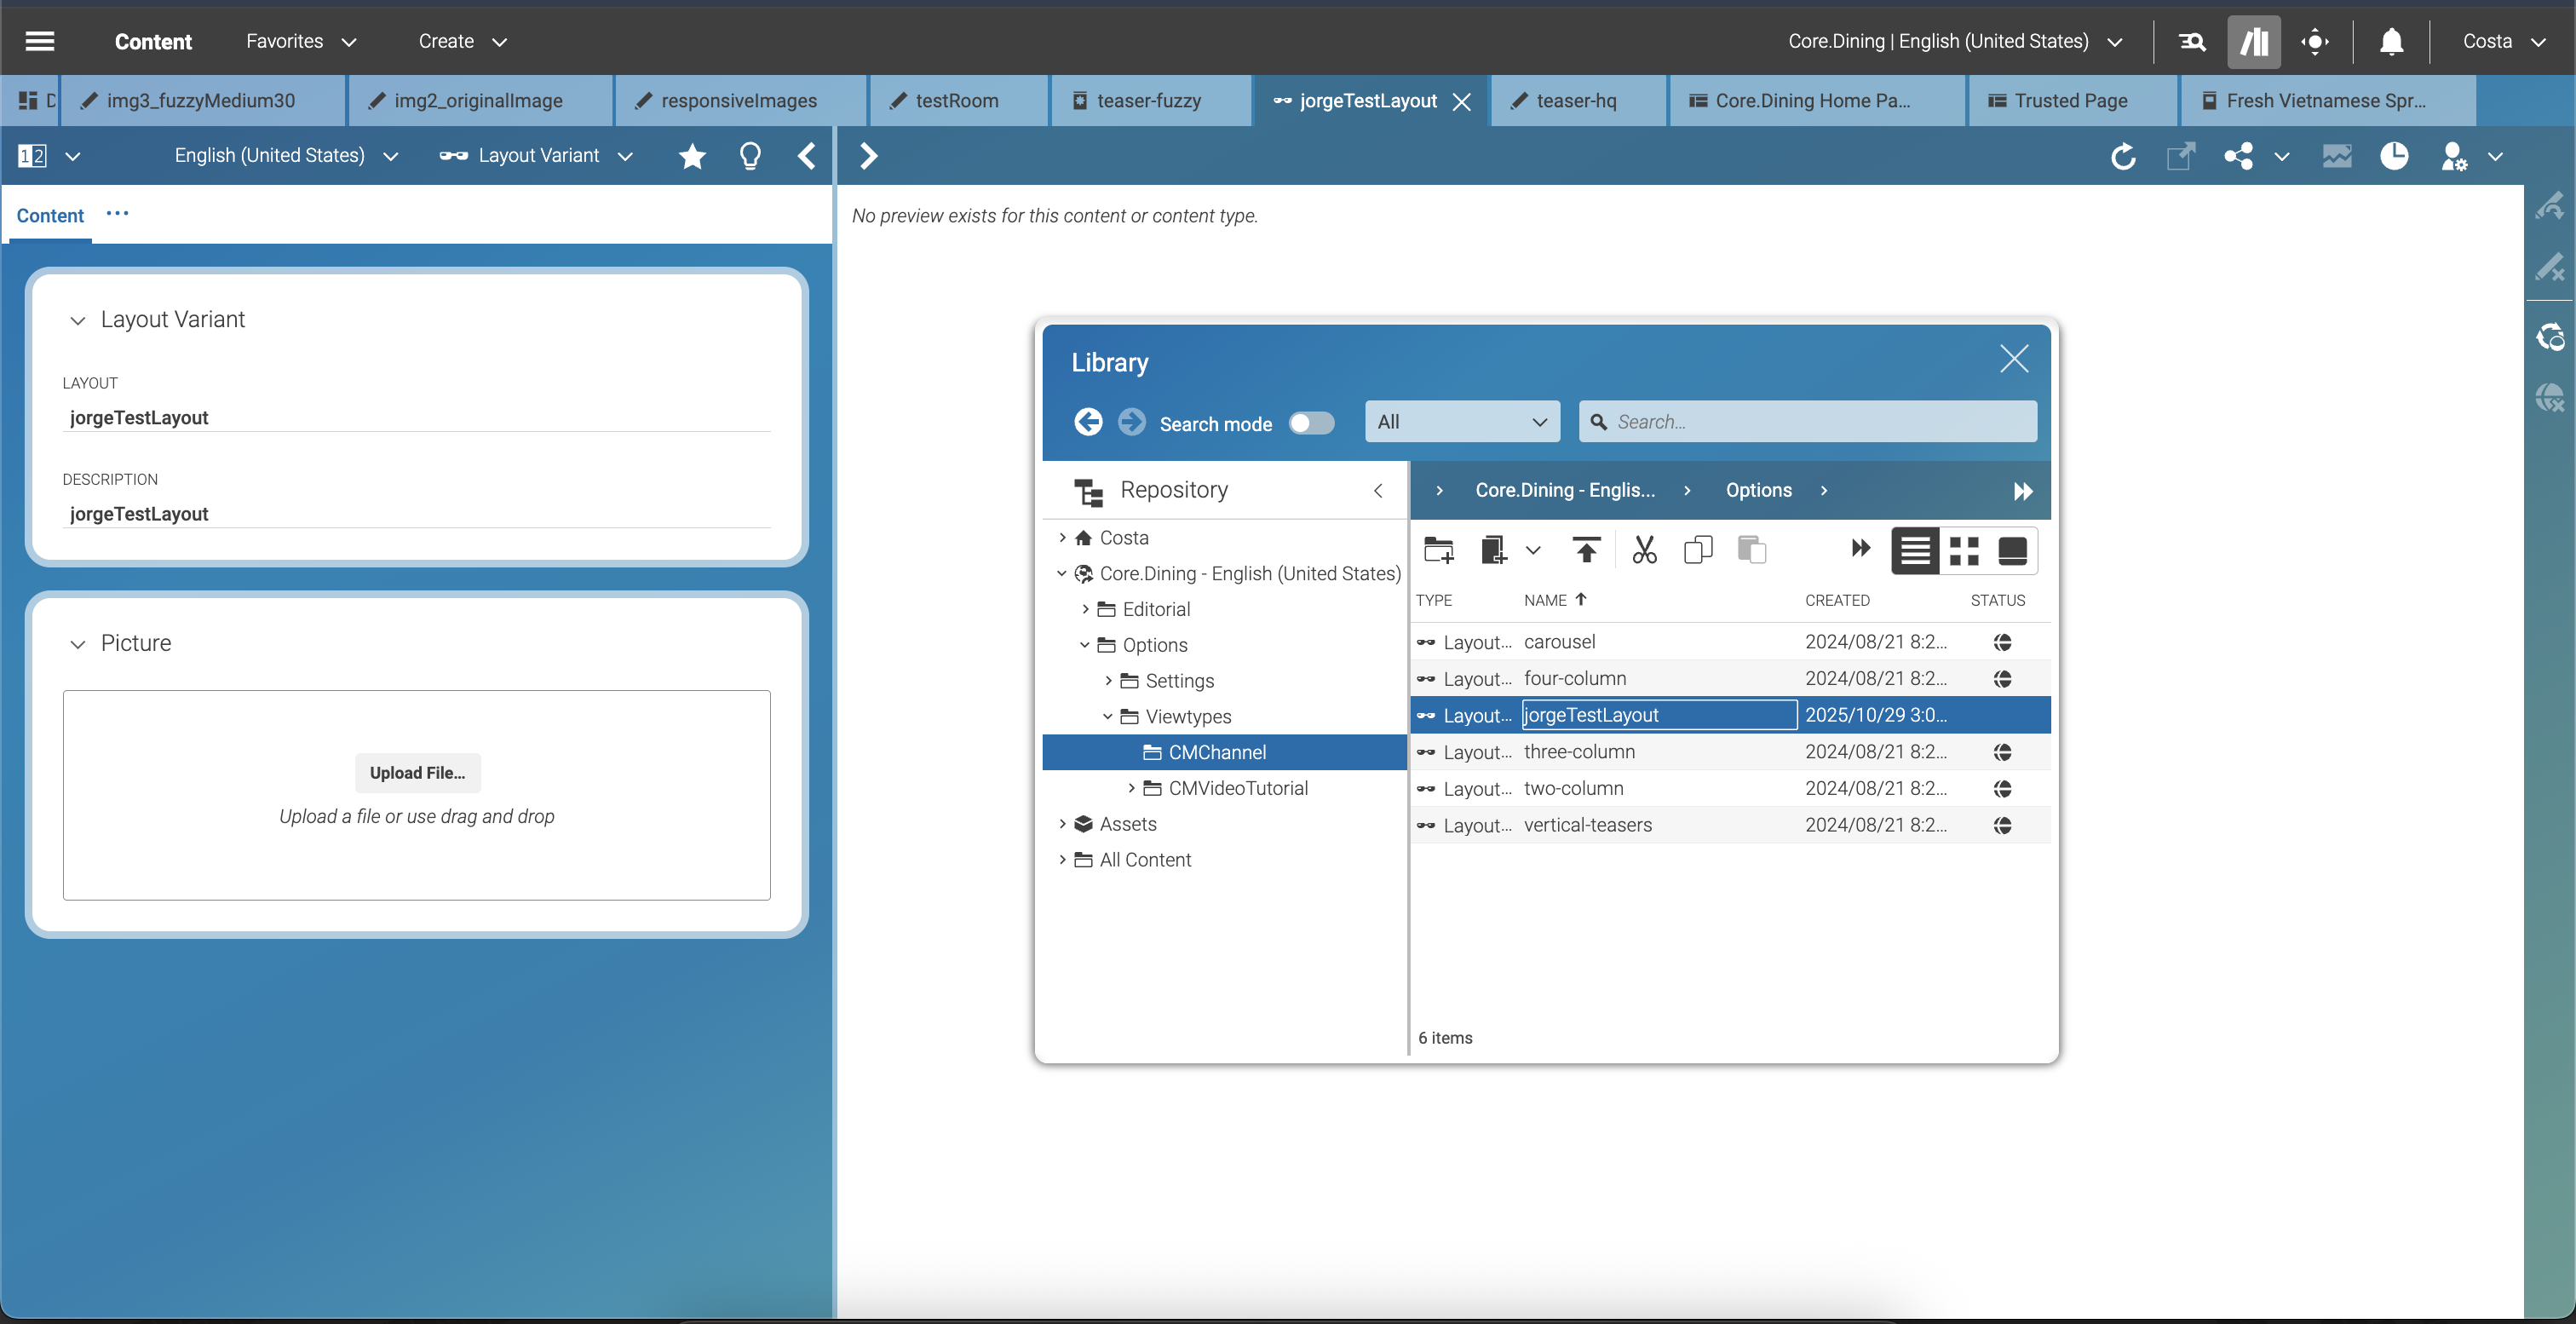 Content Favorites Create Core.Dining | English (United States) Costa
D img3_fuzzyMedium30 img2_originalImage responsiveImages testRoom teaser-fuzzy jorgeTestLayout teaser-hq Core.Dining Home Pa... Trusted Page Fresh Vietnamese Spr...
12 English (United States) Layout Variant
Content ...
No preview exists for this content or content type.
Layout Variant
LAYOUT
jorgeTestLayout
DESCRIPTION
jorgeTestLayout
Picture
Upload File...
Upload a file or use drag and drop
Library
Search mode All Search...
Repository
Costa
Core.Dining - English (United States)
Editorial
Options
Settings
Viewtypes
CMChannel
CMVideoTutorial
Assets
All Content
Core.Dining - Englis... Options
TYPE NAME CREATED STATUS
Layout... carousel 2024/08/21 8:2...
Layout... four-column 2024/08/21 8:2...
Layout... jorgeTestLayout 2025/10/29 3:0...
Layout... three-column 2024/08/21 8:2...
Layout... two-column 2024/08/21 8:2...
Layout... vertical-teasers 2024/08/21 8:2...
6 items